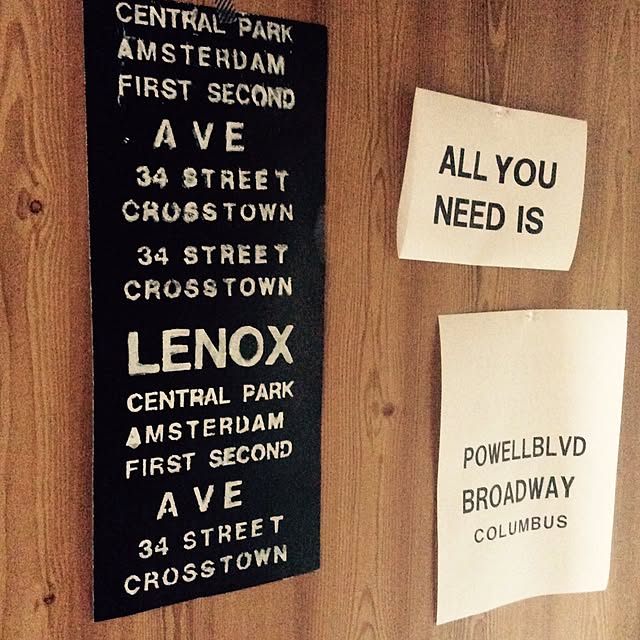 CENTRAL PARK
AMSTERDAM
FIRST SECOND
AVE
34 STREET
CROSSTOWN
34 STREET
CROSSTOWN
LENOX
CENTRAL PARK
AMSTERDAM
FIRST SECOND
AVE
34 STREET
CROSSTOWN
ALL YOU
NEED IS
POWELLBLVD
BROADWAY
COLUMBUS